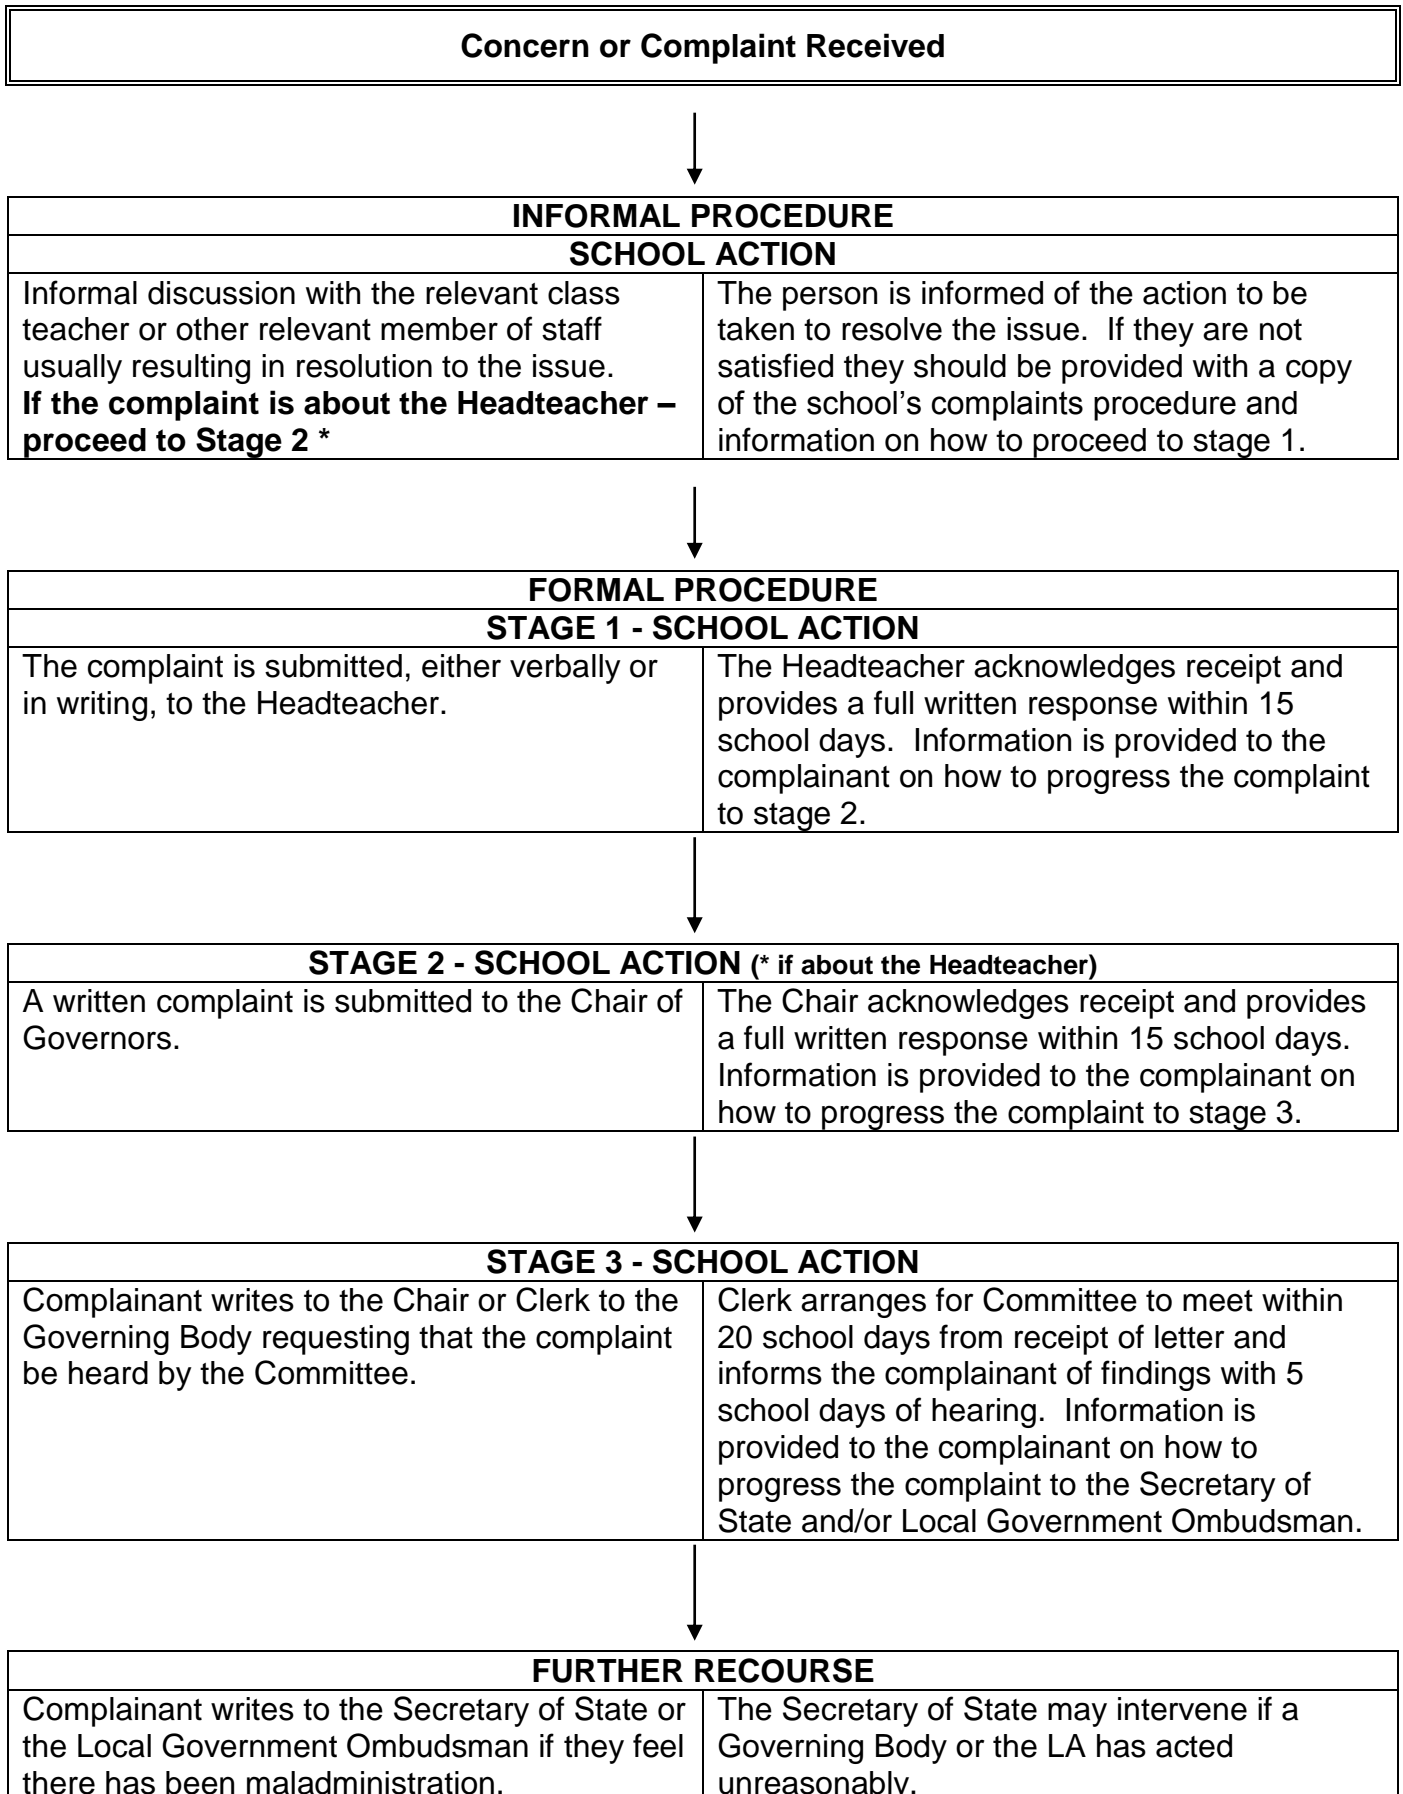 Concern or Complaint Received
INFORMAL PROCEDURE
SCHOOL ACTION
Informal discussion with the relevant class
teacher or other relevant member of staff
usually resulting in resolution to the issue.
If the complaint is about the Headteacher –
proceed to Stage 2 *
The person is informed of the action to be
taken to resolve the issue.  If they are not
satisfied they should be provided with a copy
of the school’s complaints procedure and
information on how to proceed to stage 1.
FORMAL PROCEDURE
STAGE 1 - SCHOOL ACTION
The complaint is submitted, either verbally or
in writing, to the Headteacher.
The Headteacher acknowledges receipt and
provides a full written response within 15
school days.  Information is provided to the
complainant on how to progress the complaint
to stage 2.
STAGE 2 - SCHOOL ACTION (* if about the Headteacher)
A written complaint is submitted to the Chair of
Governors.
The Chair acknowledges receipt and provides
a full written response within 15 school days.
Information is provided to the complainant on
how to progress the complaint to stage 3.
STAGE 3 - SCHOOL ACTION
Complainant writes to the Chair or Clerk to the
Governing Body requesting that the complaint
be heard by the Committee.
Clerk arranges for Committee to meet within
20 school days from receipt of letter and
informs the complainant of findings with 5
school days of hearing.  Information is
provided to the complainant on how to
progress the complaint to the Secretary of
State and/or Local Government Ombudsman.
FURTHER RECOURSE
Complainant writes to the Secretary of State or
the Local Government Ombudsman if they feel
there has been maladministration.
The Secretary of State may intervene if a
Governing Body or the LA has acted
unreasonably.